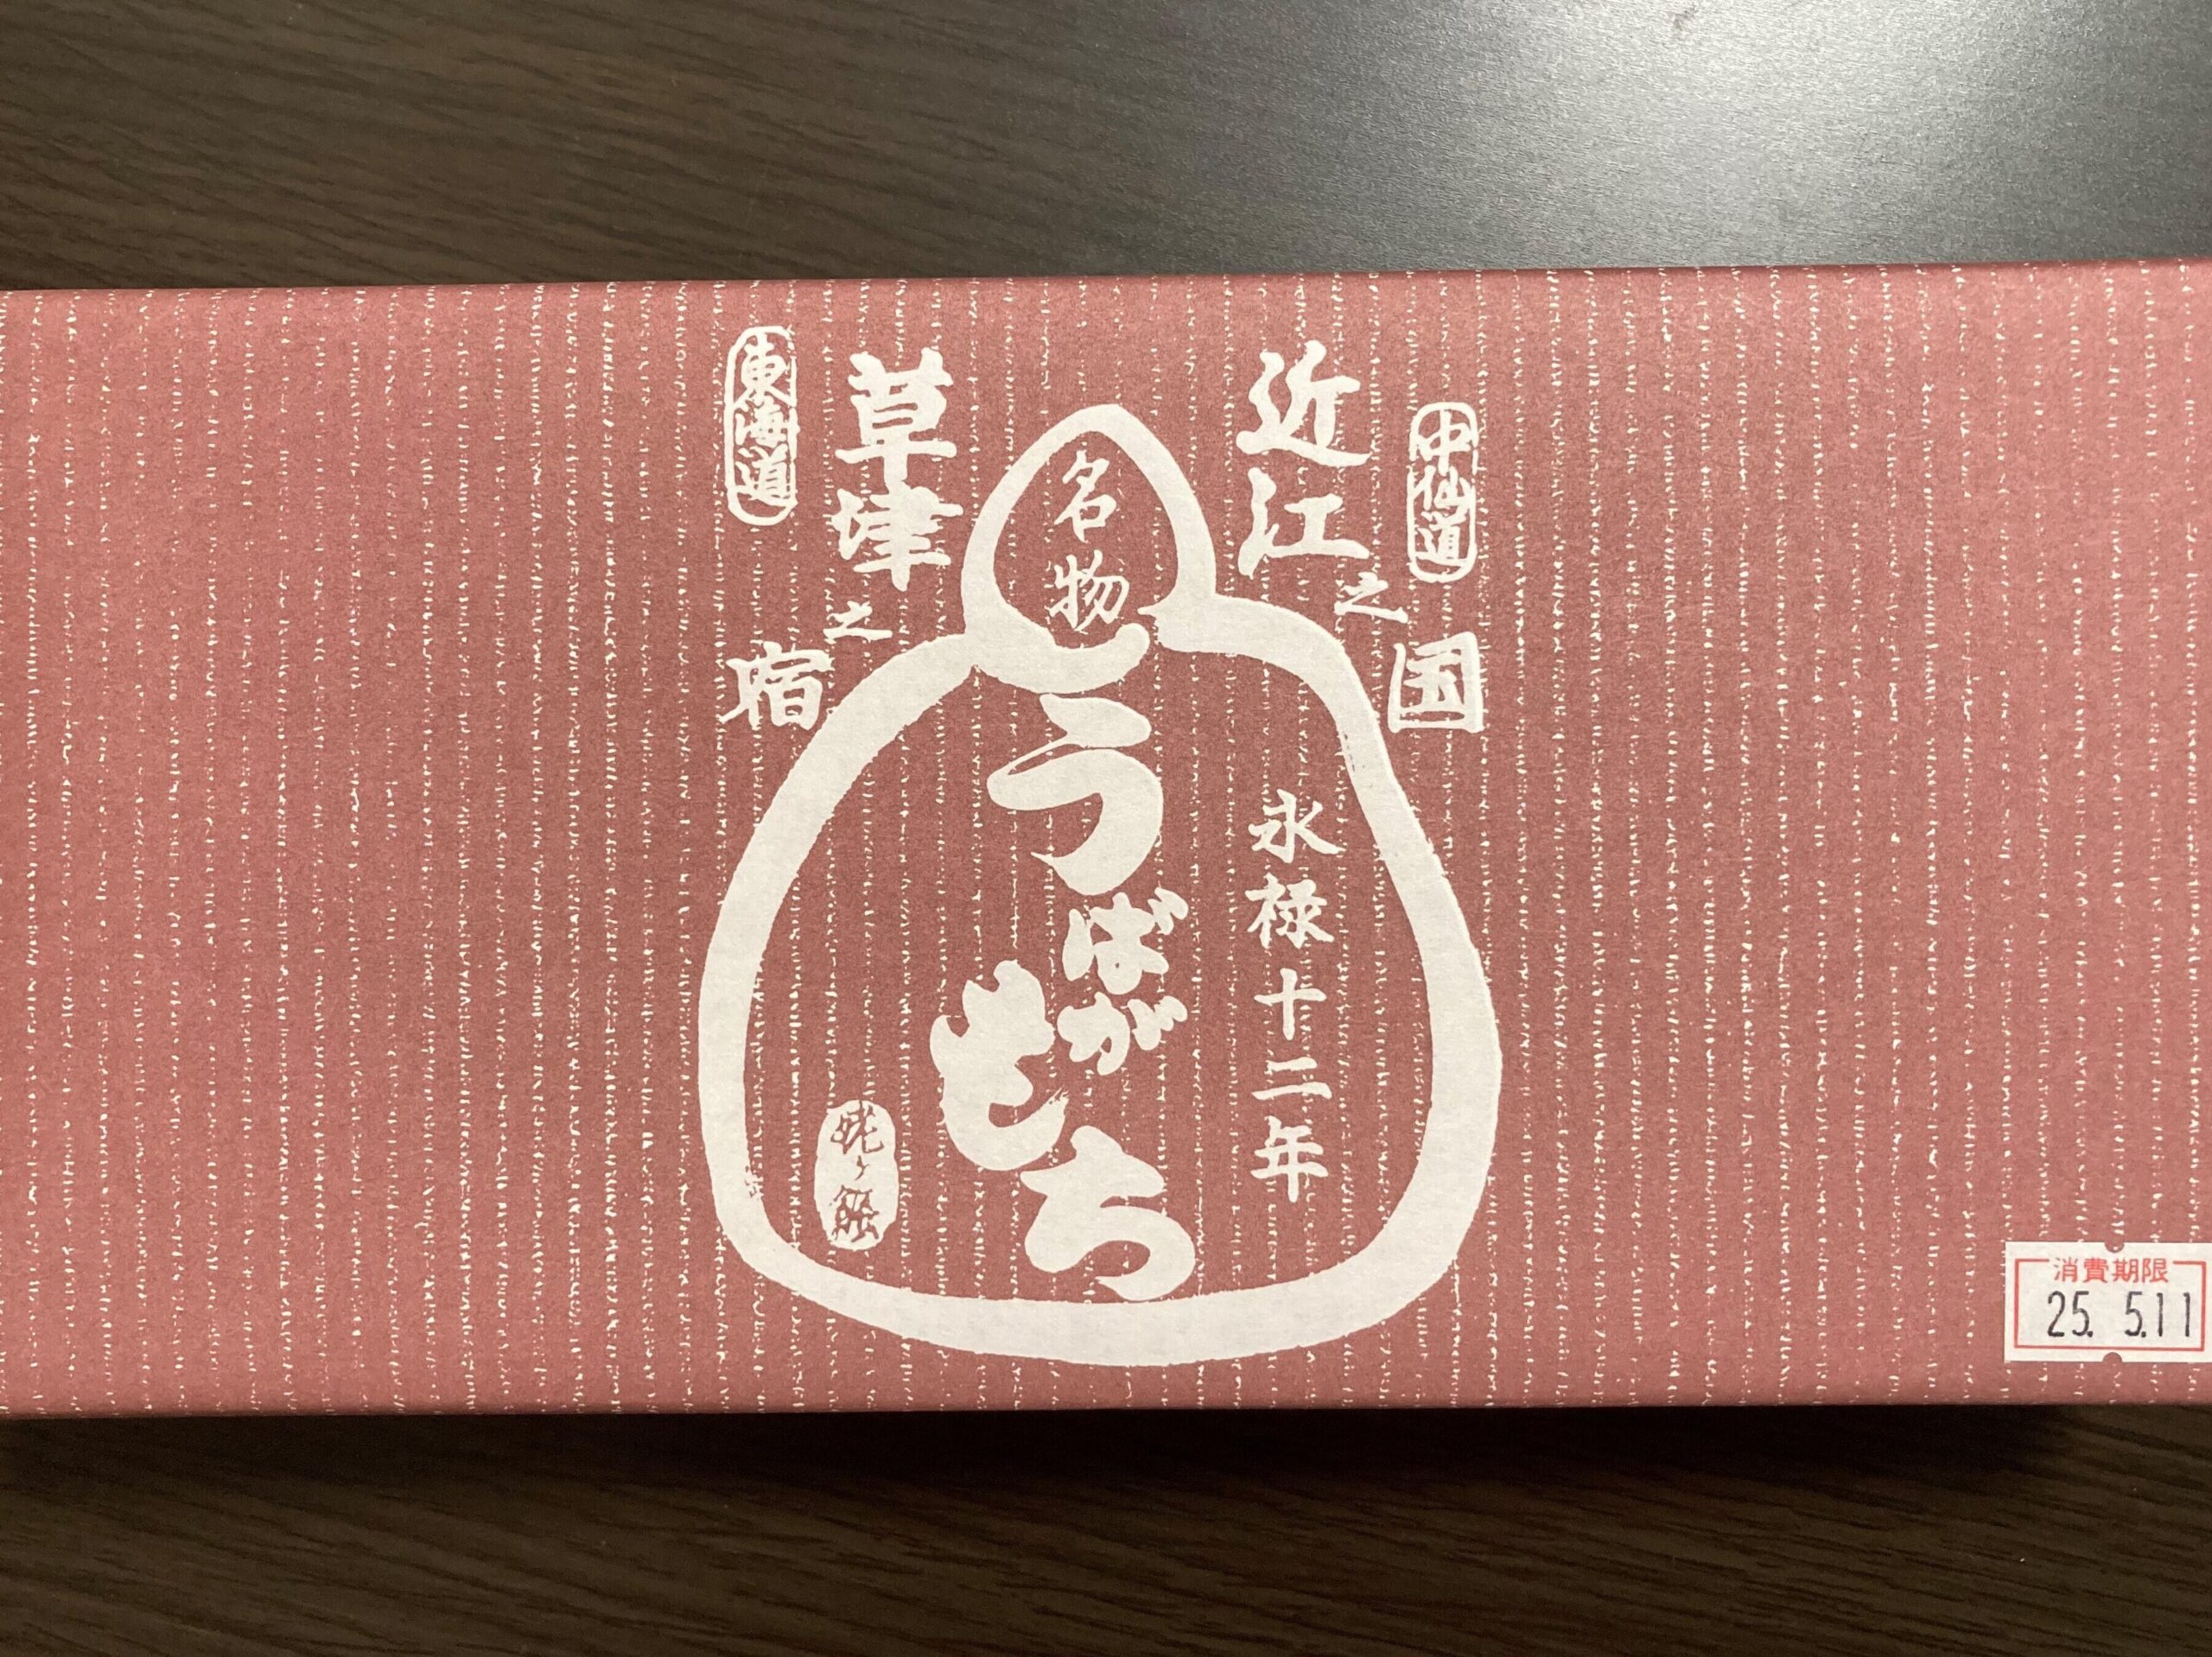 中仙道
近江之国
名物
草津之宿
東海道
永禄十二年
うばがもち
姥ヶ餅
消費期限
25. 5.11